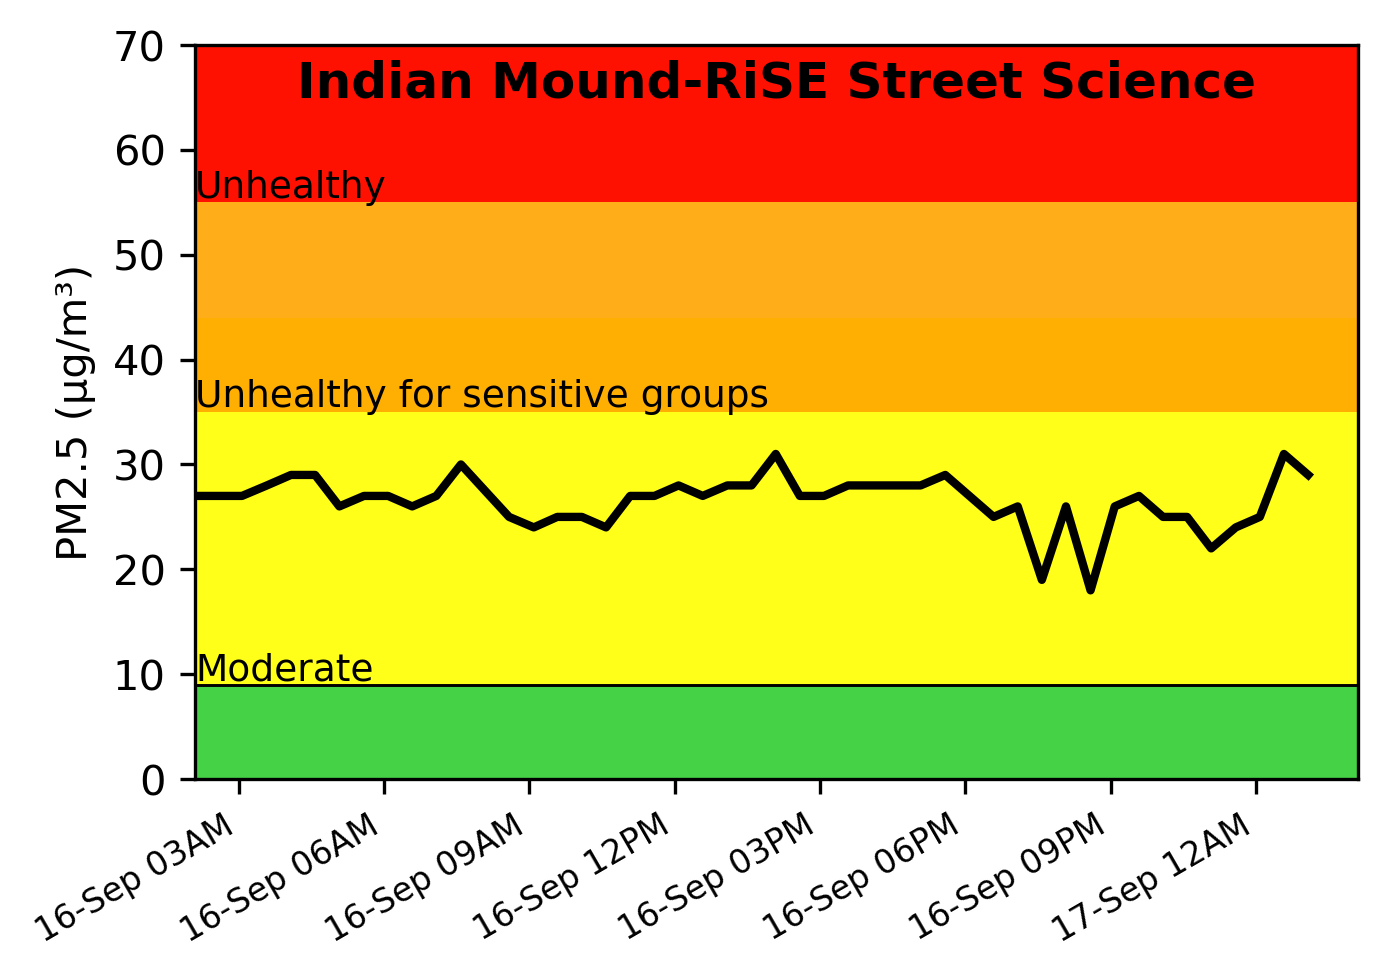 Indian Mound-RiSE Street Science
70
60
50
40
30
20
10
0
PM2.5 (μg/m³)
Unhealthy
Unhealthy for sensitive groups
Moderate
16-Sep 03AM
16-Sep 06AM
16-Sep 09AM
16-Sep 12PM
16-Sep 03PM
16-Sep 06PM
16-Sep 09PM
17-Sep 12AM